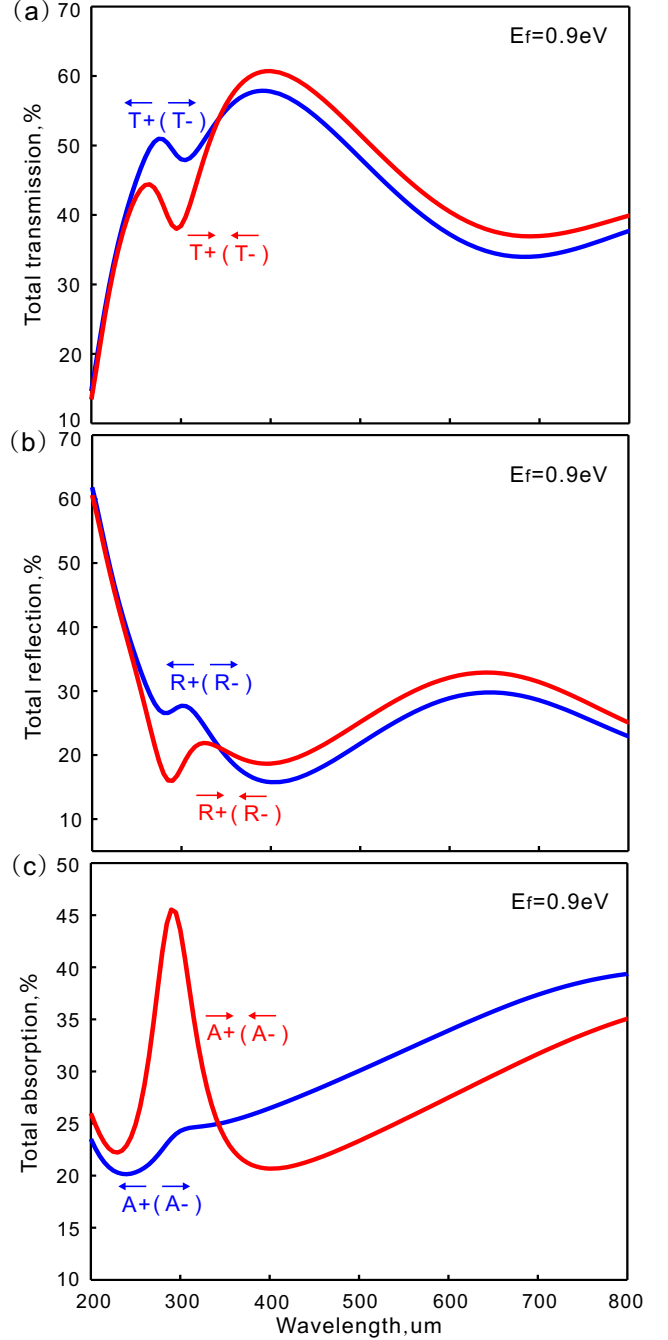 (a)
70
60
50
40
30
20
10
Total transmission,%
Ef=0.9eV
T+(T-)
T+(T-)
(b)
70
60
50
40
30
20
10
Total reflection,%
Ef=0.9eV
R+(R-)
R+(R-)
(c)
50
45
40
35
30
25
20
15
10
Total absorption,%
Ef=0.9eV
A+(A-)
A+(A-)
200 300 400 500 600 700 800
Wavelength,um